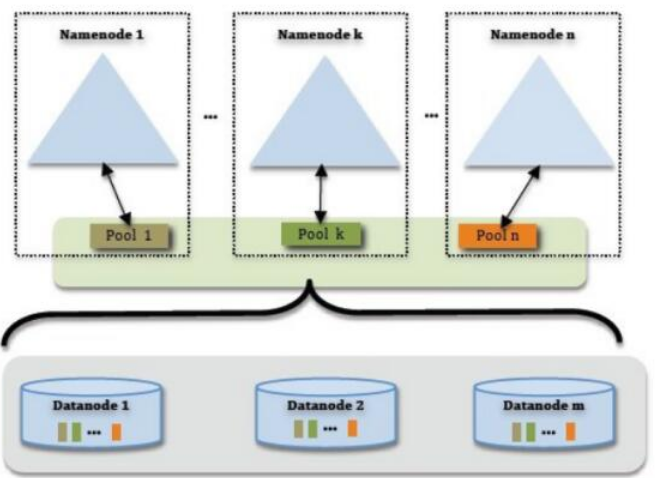 Namenode 1 Namenode k Namenode n
... ...
Pool 1 Pool k Pool n
Datanode 1 Datanode 2 Datanode m
... ... ...